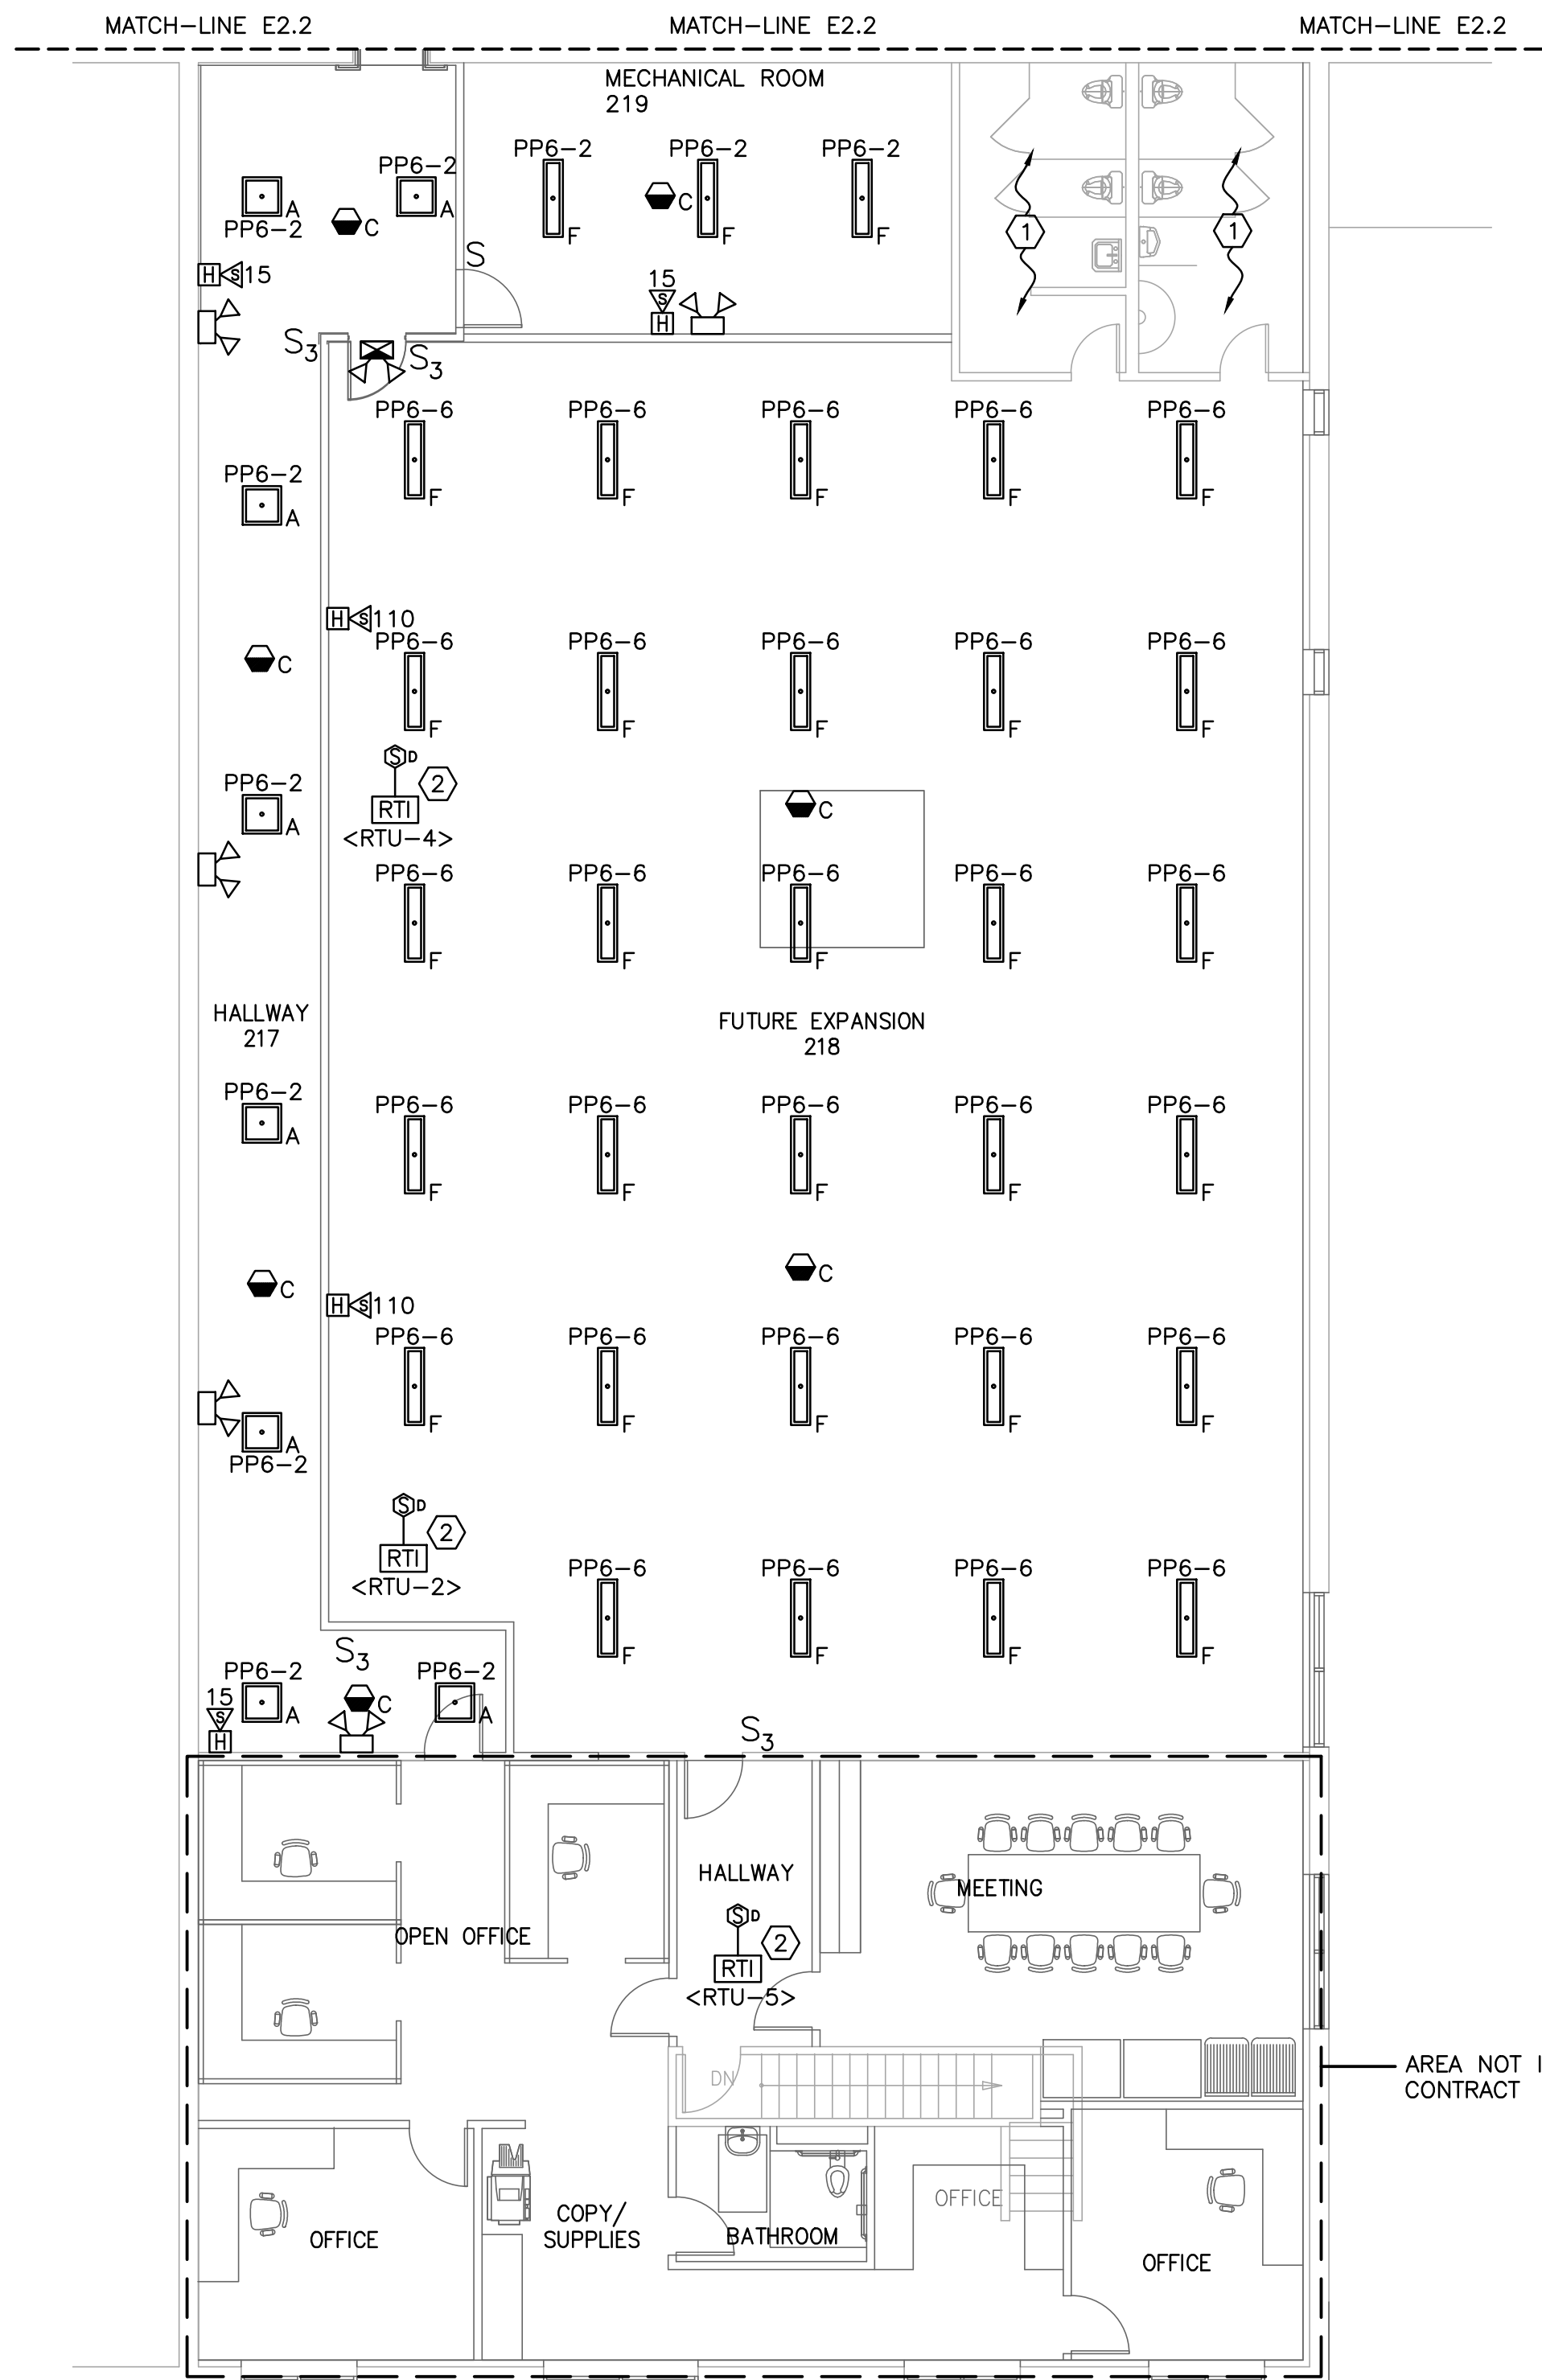 MATCH-LINE E2.2 MATCH-LINE E2.2 MATCH-LINE E2.2
MECHANICAL ROOM
219
PP6-2 PP6-2 PP6-2
PP6-2
A A C
PP6-2
C
F F F
1 1
S
H S 15
15
S
H
S3 S3
PP6-6 PP6-6 PP6-6 PP6-6 PP6-6
F F F F F
PP6-2
A
H S 110
PP6-6 PP6-6 PP6-6 PP6-6 PP6-6
C
F F F F F
S D
2
RTI
<RTU-4>
PP6-2
A
C
PP6-6 PP6-6 PP6-6 PP6-6 PP6-6
F F F F F
HALLWAY
217
FUTURE EXPANSION
218
PP6-2
A
PP6-6 PP6-6 PP6-6 PP6-6 PP6-6
F F F F F
C
C
H S 110
PP6-6 PP6-6 PP6-6 PP6-6 PP6-6
F F F F F
A
PP6-2
S D
2
RTI
<RTU-2>
PP6-6 PP6-6 PP6-6 PP6-6
F F F F
S3
PP6-2 PP6-2
15
S
H
A C A
S3
HALLWAY
MEETING
OPEN OFFICE
S D
2
RTI
<RTU-5>
DN
AREA NOT I
CONTRACT
OFFICE
COPY/
SUPPLIES
BATHROOM
OFFICE
OFFICE